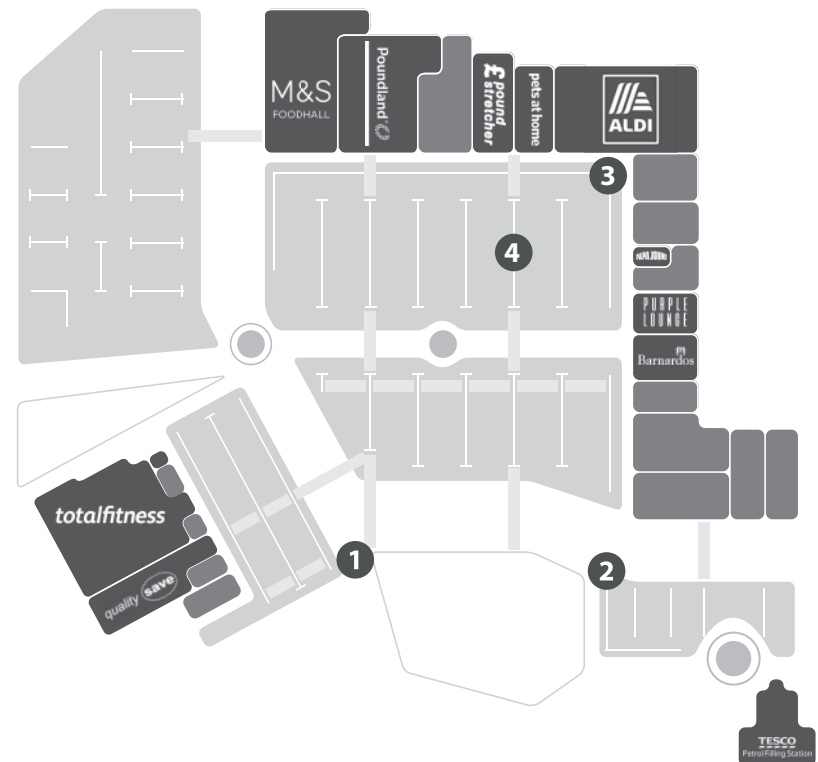 M&S
FOODHALL
Poundland
£ pound
stretcher
pets at home
ALDI
3
4
PAPA JOHNS
PURPLE
LOUNGE
Barnardos
totalfitness
quality save
1
2
TESCO
Petrol Filling Station